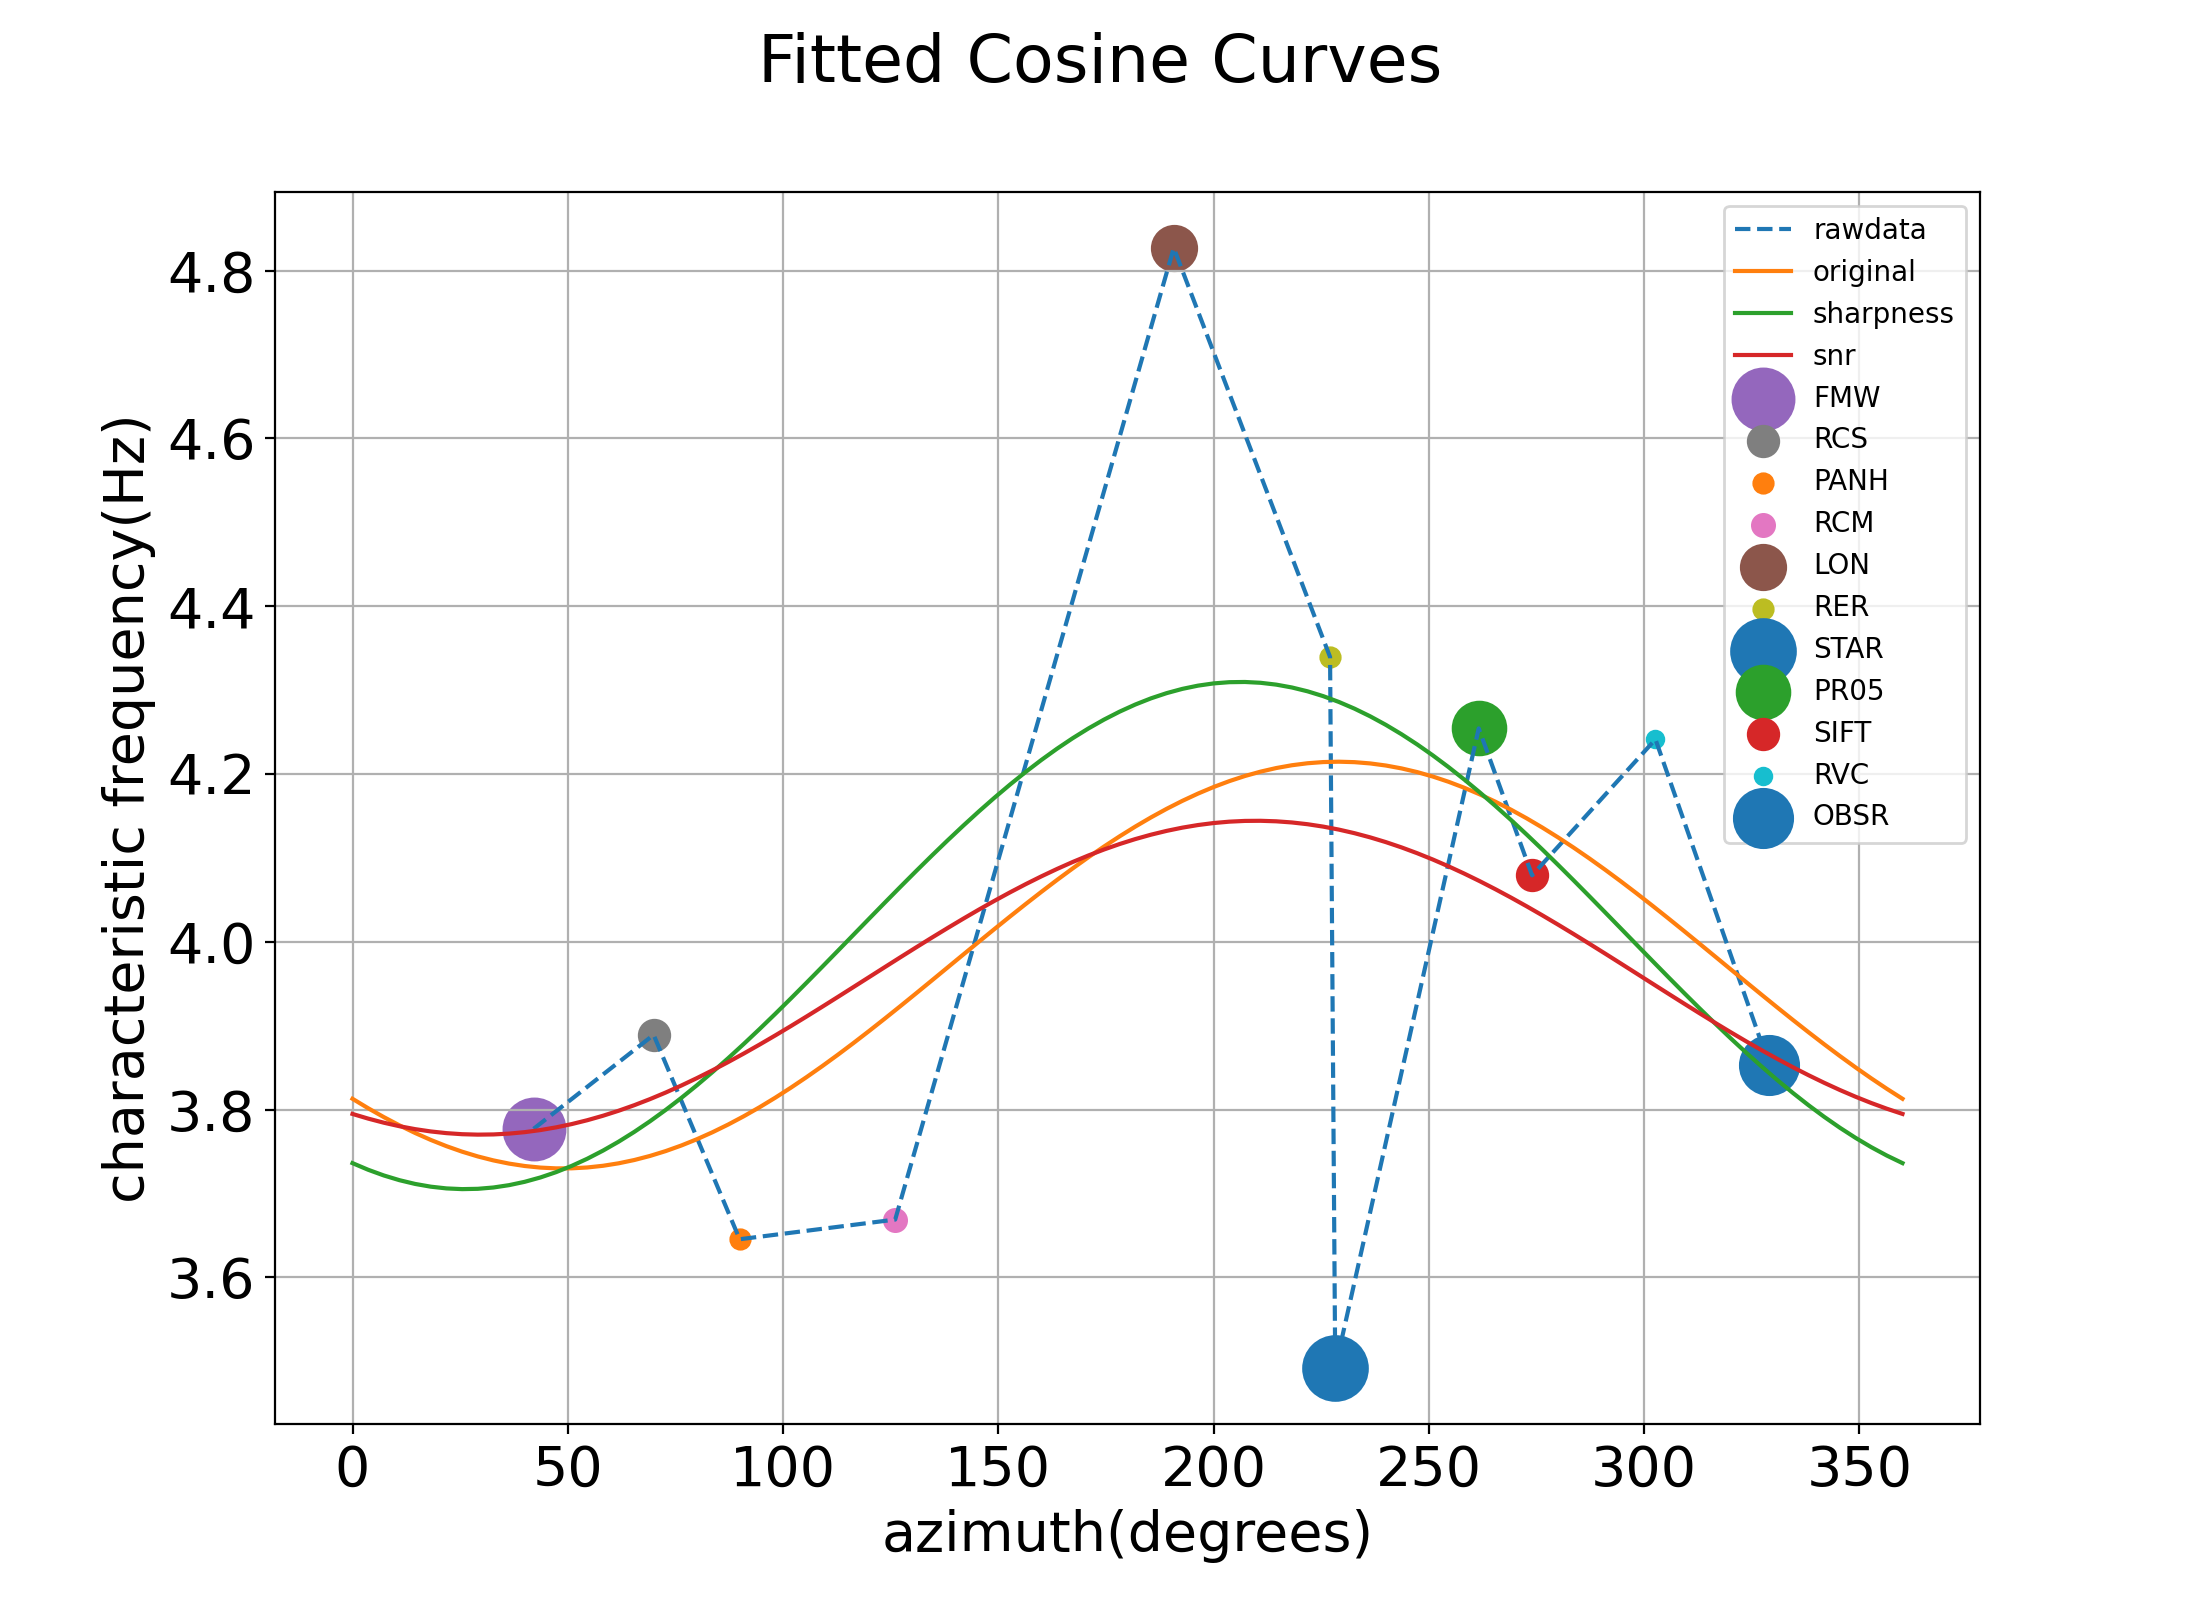 Fitted Cosine Curves
characteristic frequency(Hz)
4.8
4.6
4.4
4.2
4.0
3.8
3.6
rawdata
original
sharpness
snr
FMW
RCS
PANH
RCM
LON
RER
STAR
PR05
SIFT
RVC
OBSR
0 50 100 150 200 250 300 350
azimuth(degrees)